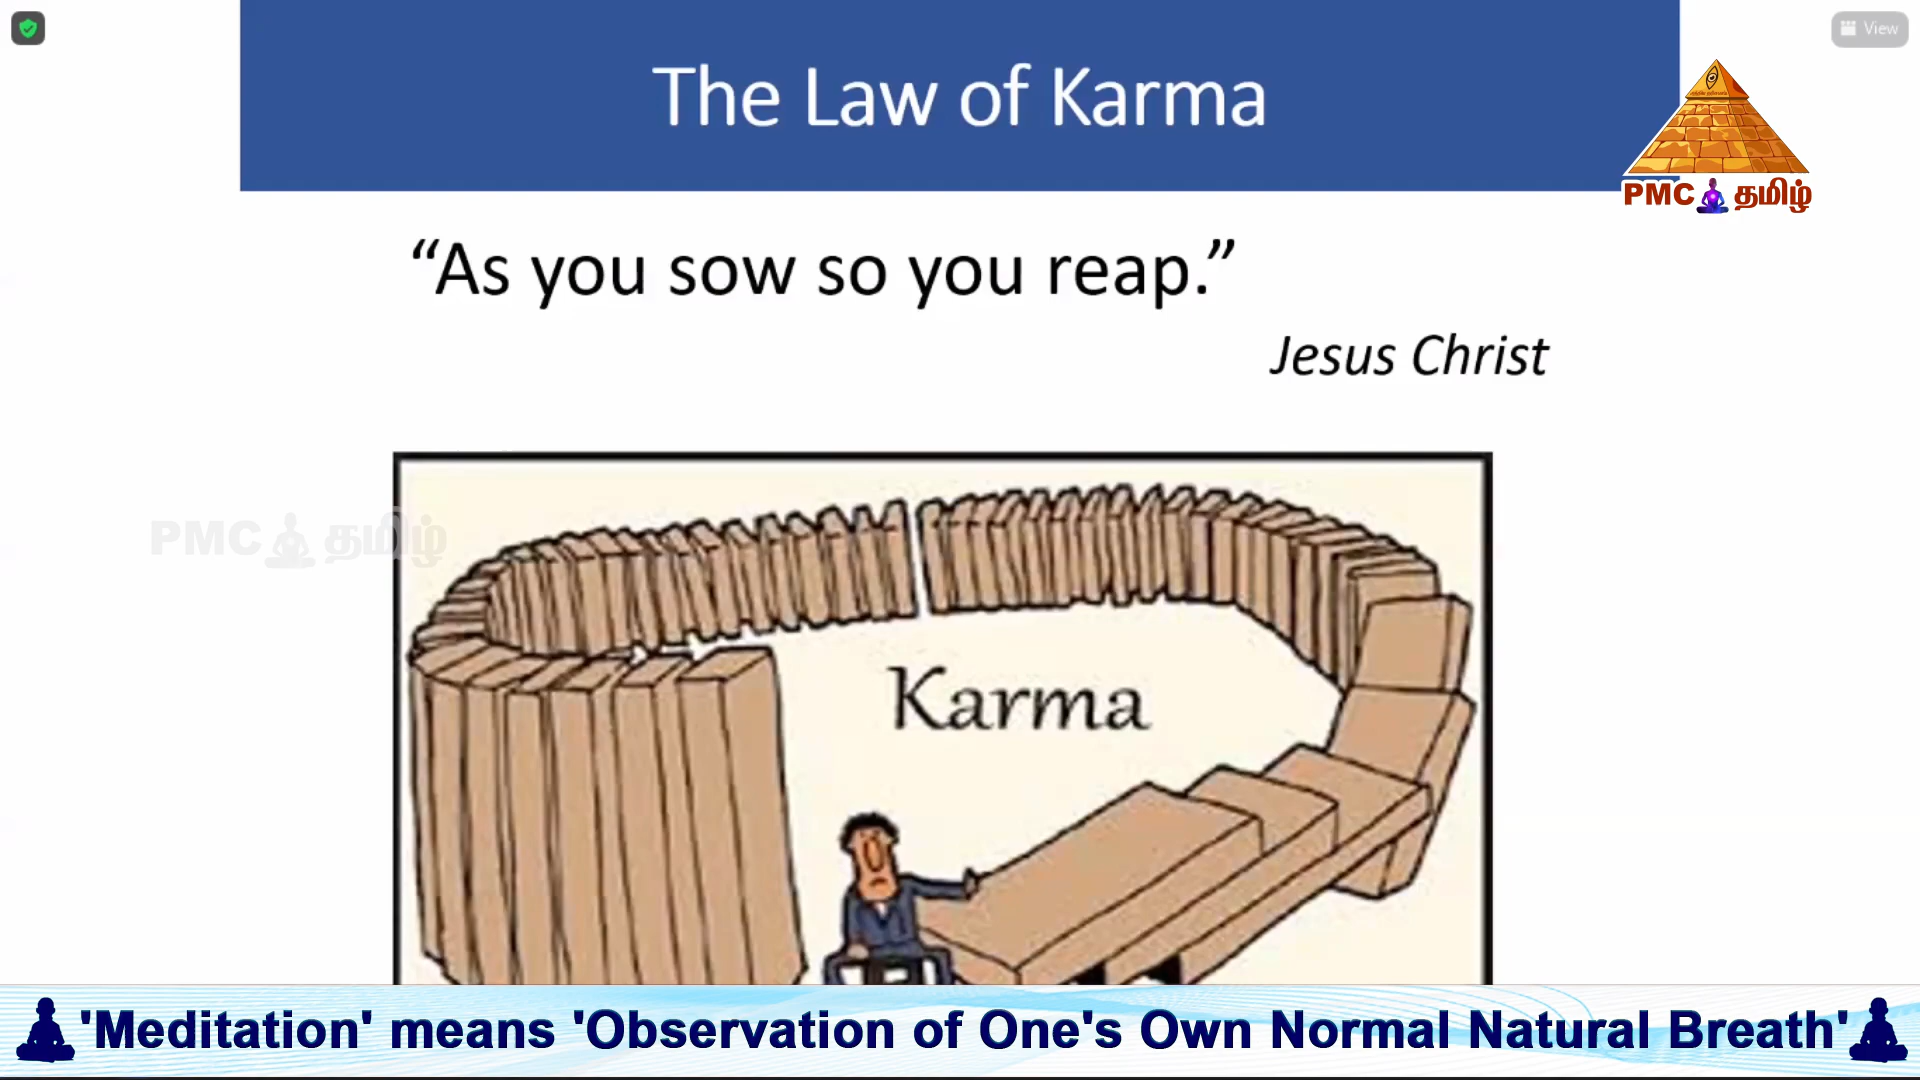 View
The Law of Karma
PMC தமிழ்
“As you sow so you reap.”
Jesus Christ
PMC தமிழ்
Karma
'Meditation' means 'Observation of One's Own Normal Natural Breath'